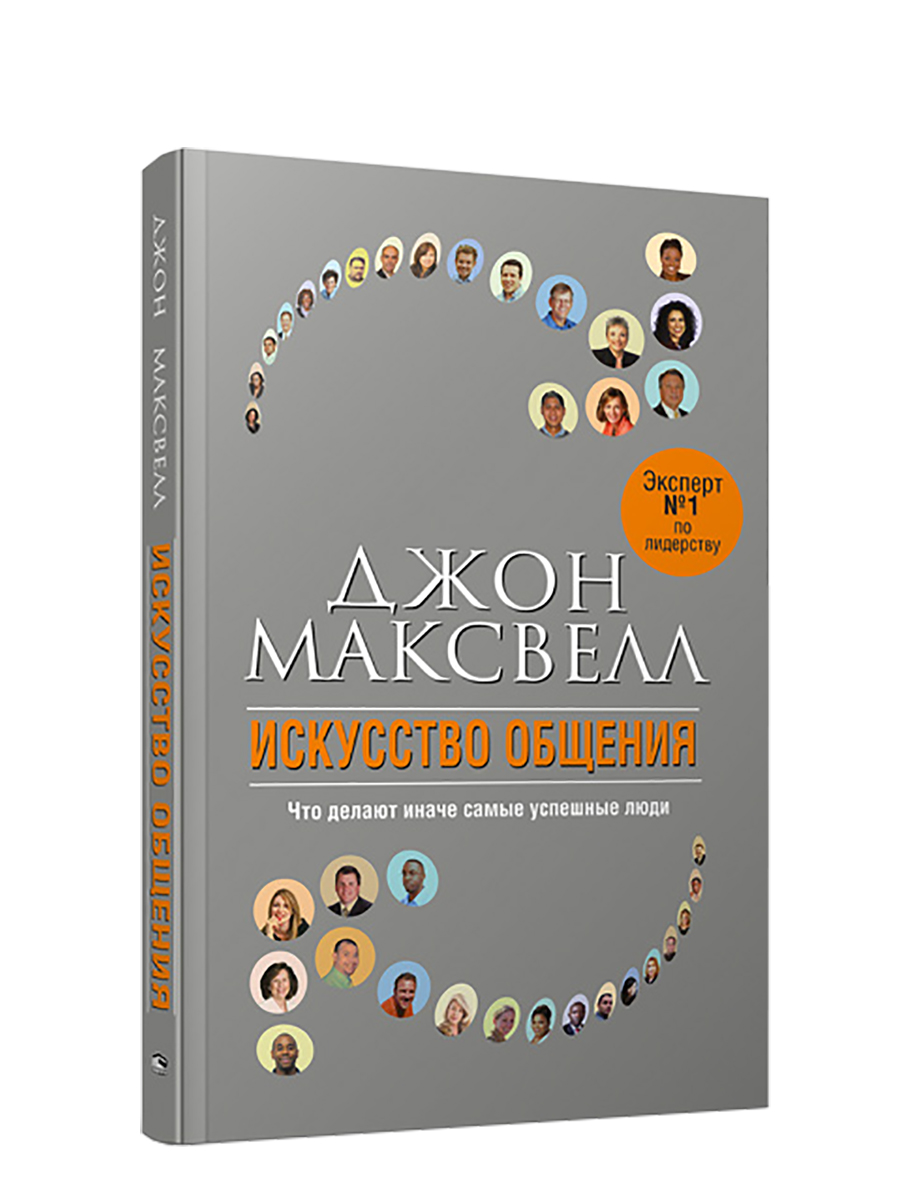 ДЖОН МАКСВЕЛЛ ИСКУССТВО ОБЩЕНИЯ
Эксперт
№1
по
лидерству
ДЖОН
МАКСВЕЛЛ
ИСКУССТВО ОБЩЕНИЯ
Что делают иначе самые успешные люди